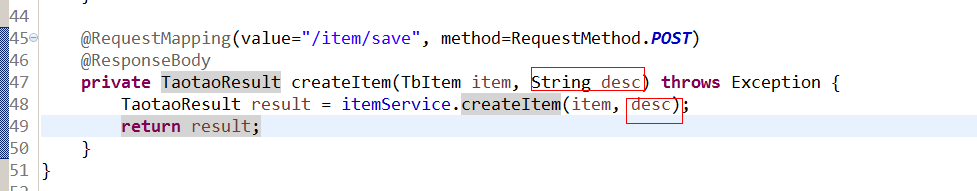 44
45 @RequestMapping(value="/item/save", method=RequestMethod.POST)
46 @ResponseBody
47 private TaotaoResult createItem(TbItem item, String desc) throws Exception {
48 TaotaoResult result = itemService.createItem(item, desc);
49 return result;
50 }
51 }
52